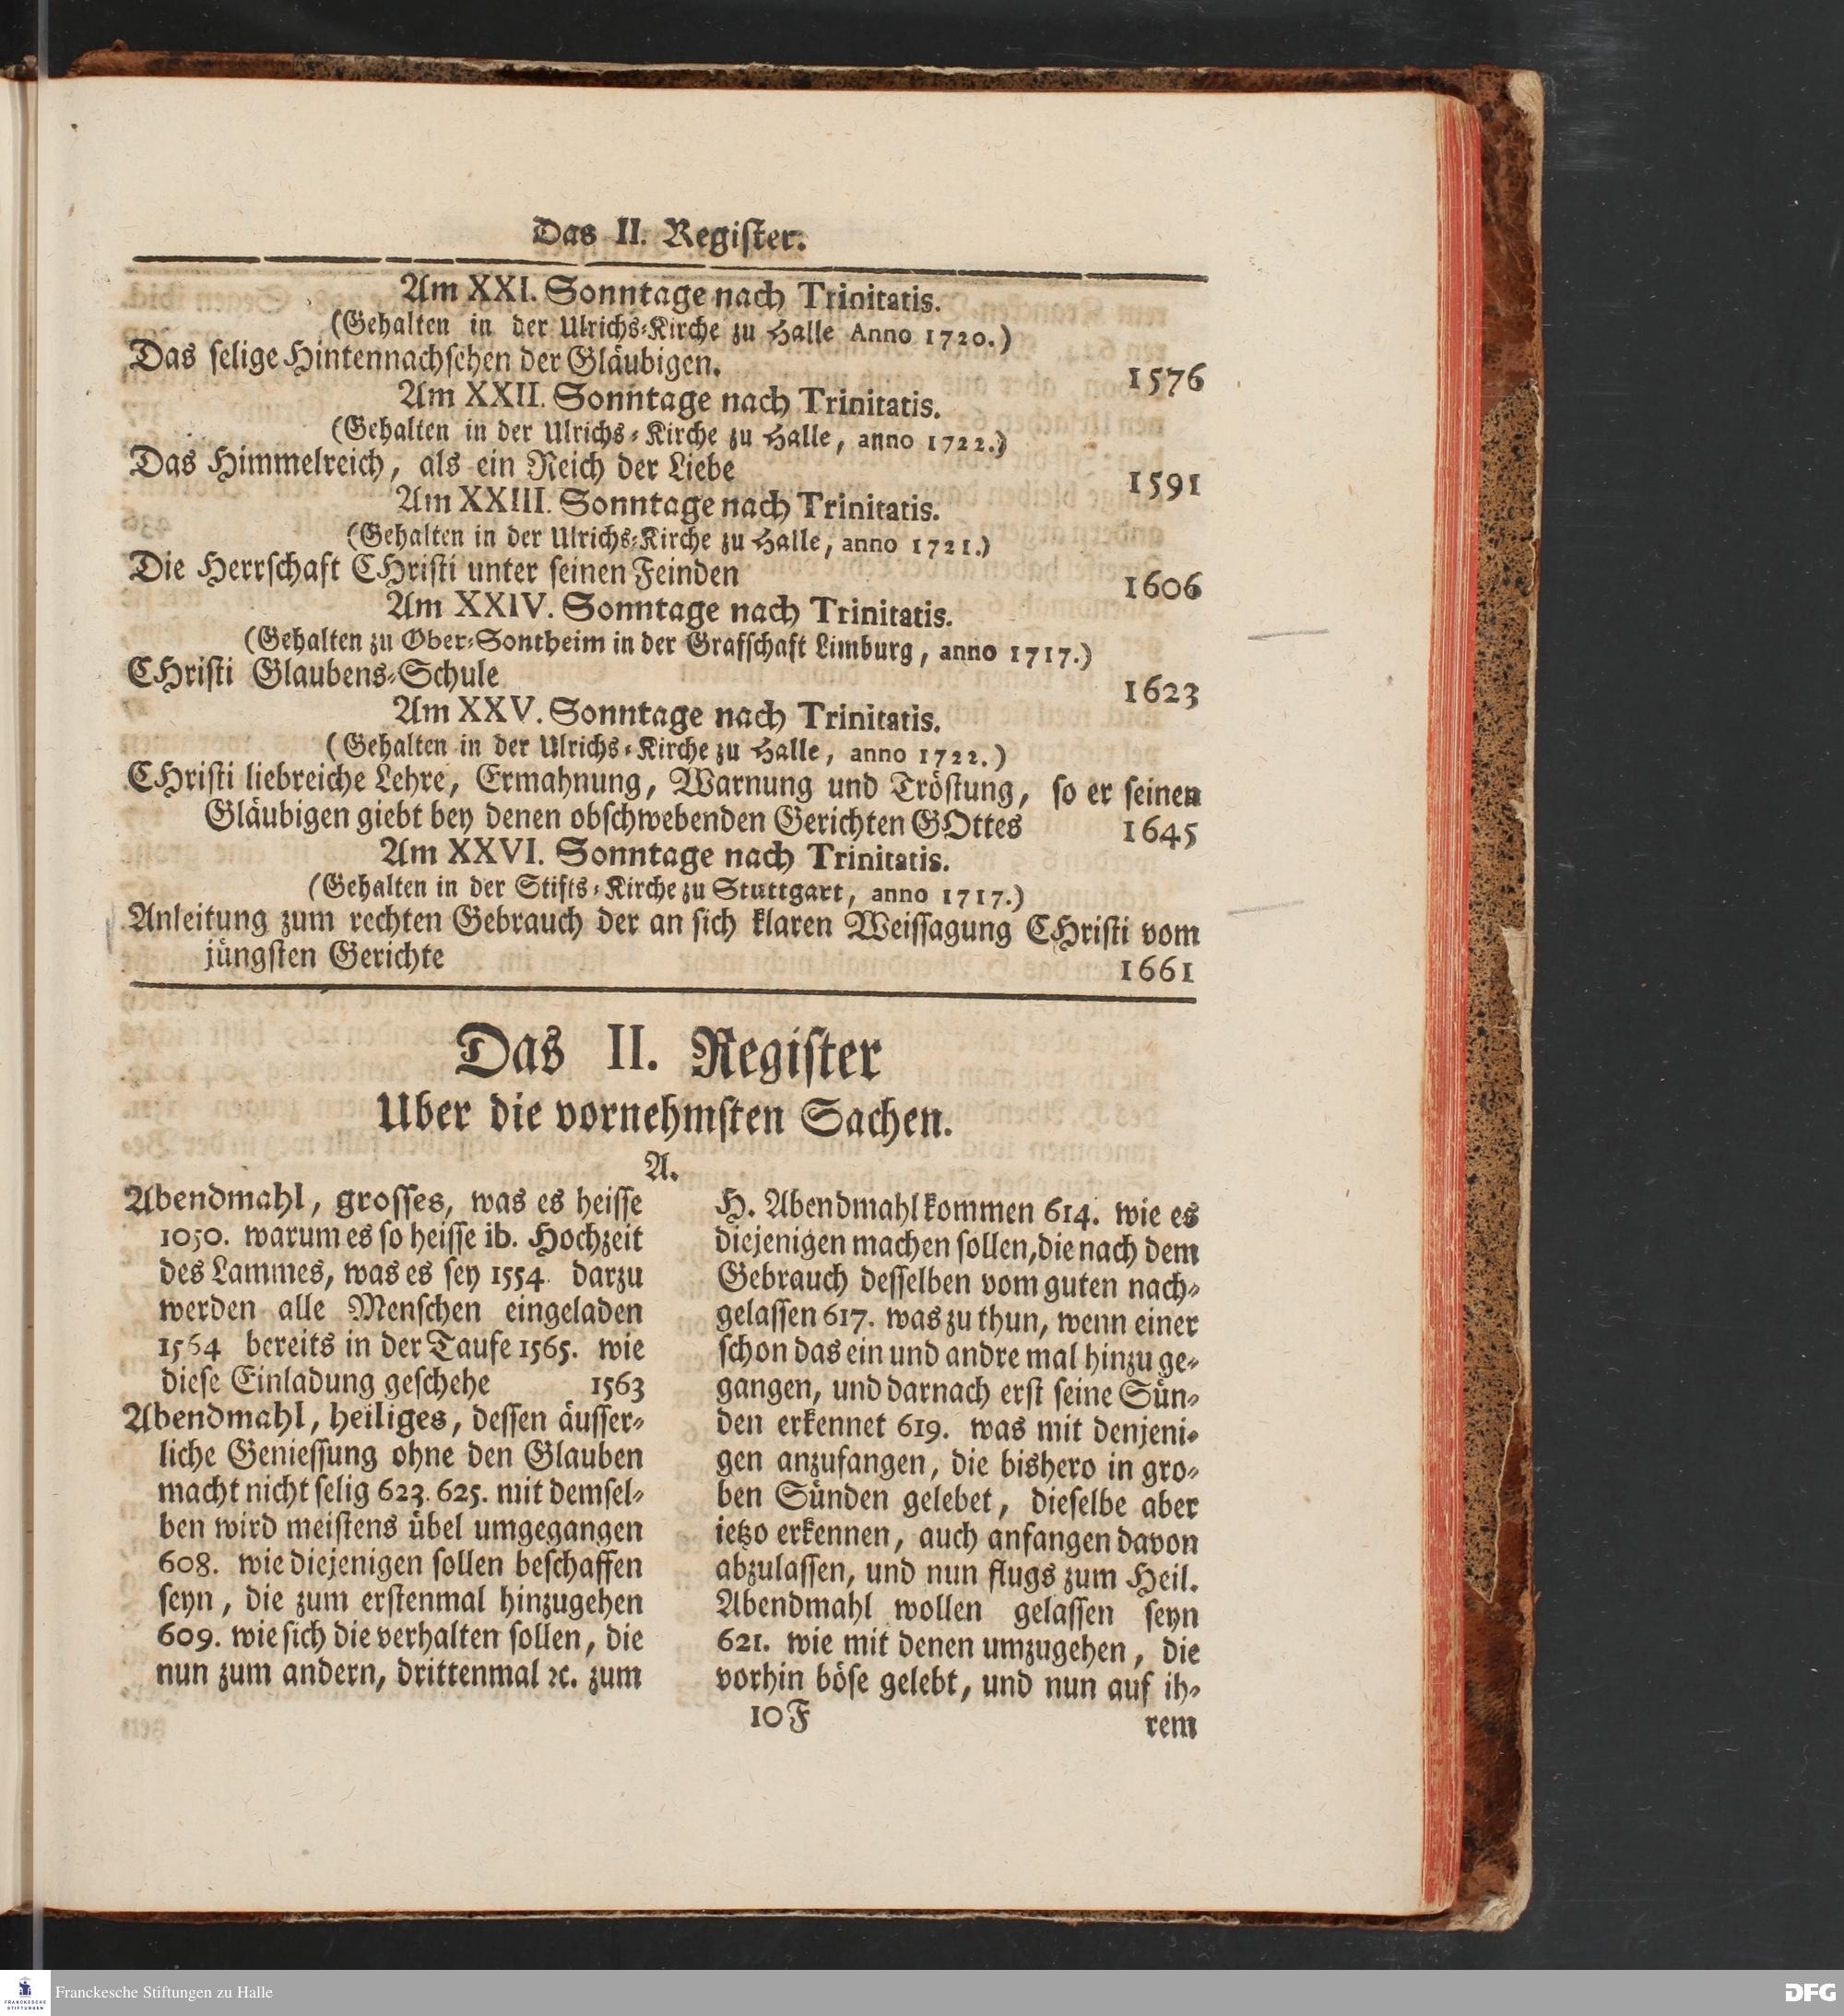 Das II. Register.
Am XXI. Sonntage nach Trinitatis.
(Gehalten in der Ulrichs-Kirche zu Halle Anno 1720.)
Das selige Hintennachsehen der Gläubigen. 1576
Am XXII. Sonntage nach Trinitatis.
(Gehalten in der Ulrichs-Kirche zu Halle, anno 1722.)
Das Himmelreich, als ein Reich der Liebe 1591
Am XXIII. Sonntage nach Trinitatis.
(Gehalten in der Ulrichs-Kirche zu Halle, anno 1721.)
Die Herrschaft CHristi unter seinen Feinden 1606
Am XXIV. Sonntage nach Trinitatis.
(Gehalten zu Ober-Sontheim in der Grafschaft Limburg, anno 1717.)
CHristi Glaubens-Schule 1623
Am XXV. Sonntage nach Trinitatis.
(Gehalten in der Ulrichs-Kirche zu Halle, anno 1722.)
CHristi liebreiche Lehre, Ermahnung, Warnung und Tröstung, so er seinen
Gläubigen giebt bey denen obschwebenden Gerichten GOttes 1645
Am XXVI. Sonntage nach Trinitatis.
(Gehalten in der Stifts-Kirche zu Stuttgart, anno 1717.)
Anleitung zum rechten Gebrauch der an sich klaren Weissagung CHristi vom
jüngsten Gerichte 1661
Das II. Register
Uber die vornehmsten Sachen.
A.
Abendmahl, grosses, was es heisse
1050. warum es so heisse ib. Hochzeit
des Lammes, was es sey 1554. darzu
werden alle Menschen eingeladen
1564 bereits in der Taufe 1565. wie
diese Einladung geschehe 1563
Abendmahl, heiliges, dessen äusser-
liche Geniessung ohne den Glauben
macht nicht selig 623. 625. mit demsel-
ben wird meistens übel umgegangen
608. wie diejenigen sollen beschaffen
seyn, die zum erstenmal hinzugehen
609. wie sich die verhalten sollen, die
nun zum andern, drittenmal ꝛc. zum
H. Abendmahl kommen 614. wie es
diejenigen machen sollen, die nach dem
Gebrauch desselben vom guten nach-
gelassen 617. was zu thun, wenn einer
schon das ein und andre mal hinzu ge-
gangen, und darnach erst seine Sün-
den erkennet 619. was mit denjeni-
gen anzufangen, die bishero in gro-
ben Sünden gelebet, dieselbe aber
ietzo erkennen, auch anfangen davon
abzulassen, und nun flugs zum Heil.
Abendmahl wollen gelassen seyn
621. wie mit denen umzugehen, die
vorhin böse gelebt, und nun auf ih-
10 F rem
Franckesche Stiftungen zu Halle
FRANCKESCHE
STIFTUNGEN
DFG